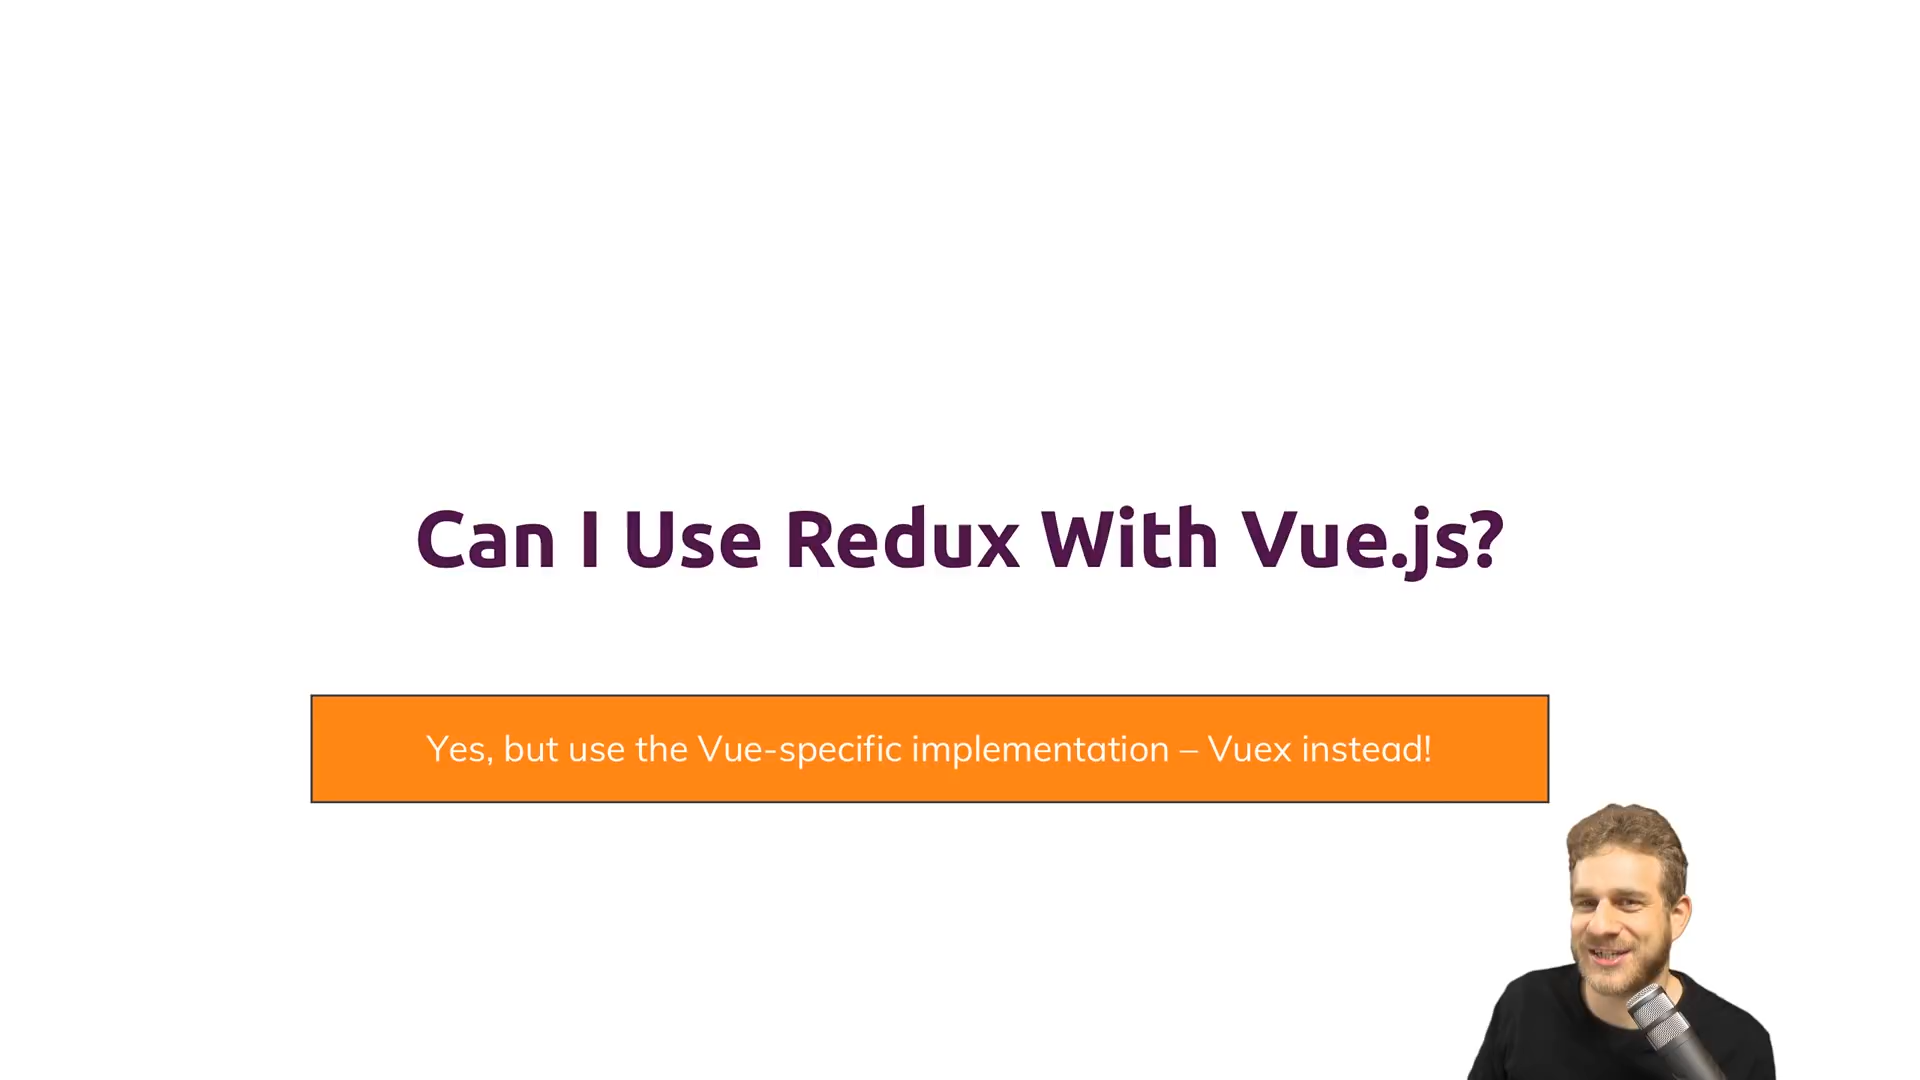 Can I Use Redux With Vue.js?
Yes, but use the Vue-specific implementation – Vuex instead!